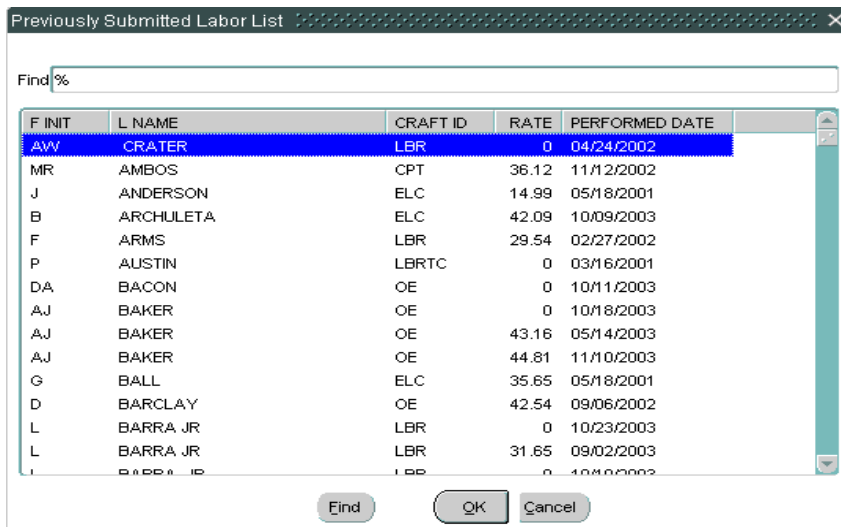 Previously Submitted Labor List
Find %
F INIT L NAME CRAFT ID RATE PERFORMED DATE
AW CRATER LBR 0 04/24/2002
MR AMBOS CPT 36.12 11/12/2002
J ANDERSON ELC 14.99 05/18/2001
B ARCHULETA ELC 42.09 10/09/2003
F ARMS LBR 29.54 02/27/2002
P AUSTIN LBRTC 0 03/16/2001
DA BACON OE 0 10/11/2003
AJ BAKER OE 0 10/18/2003
AJ BAKER OE 43.16 05/14/2003
AJ BAKER OE 44.81 11/10/2003
G BALL ELC 35.65 05/18/2001
D BARCLAY OE 42.54 09/06/2002
L BARRA JR LBR 0 10/23/2003
L BARRA JR LBR 31.65 09/02/2003
L BARRA JR LBR 0
Find OK Cancel